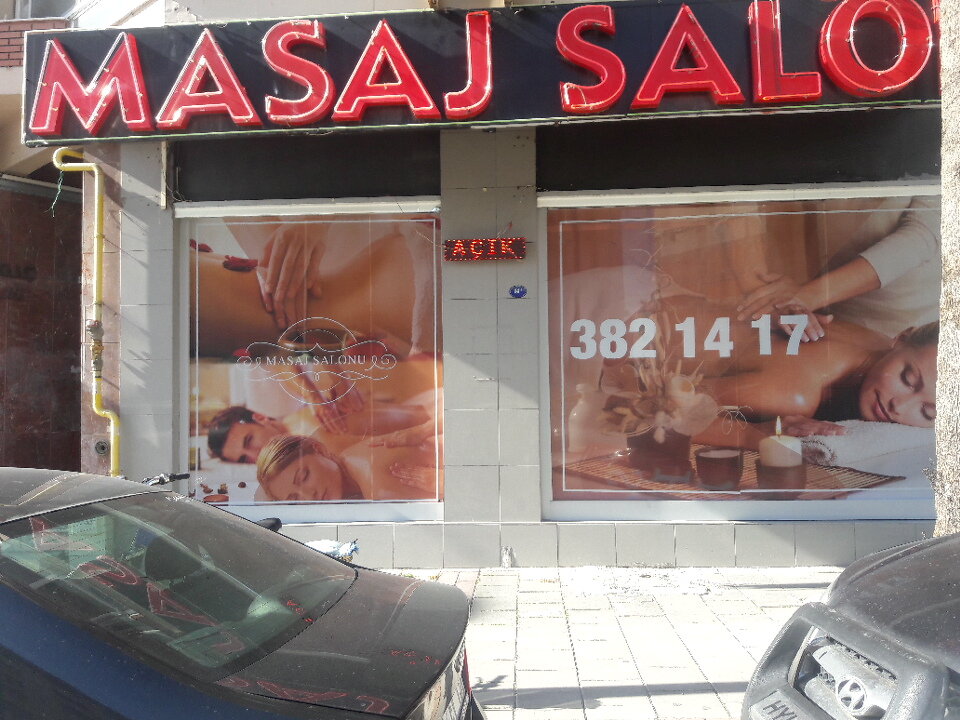 MASAJ SALO
AÇIK
MASAJ SALONU
382 14 17